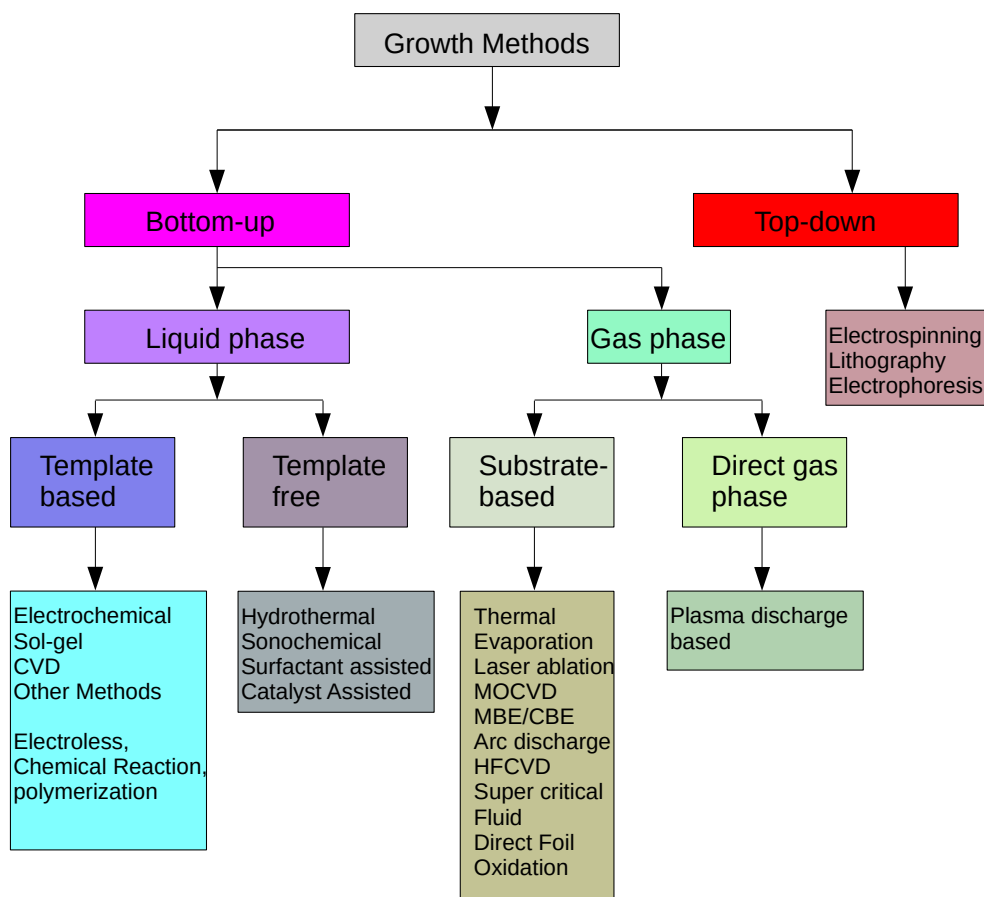 Growth Methods
Bottom-up
Top-down
Liquid phase
Gas phase
Electrospinning
Lithography
Electrophoresis
Template
based
Template
free
Substrate-
based
Direct gas
phase
Electrochemical
Sol-gel
CVD
Other Methods
Electroless,
Chemical Reaction,
polymerization
Hydrothermal
Sonochemical
Surfactant assisted
Catalyst Assisted
Thermal
Evaporation
Laser ablation
MOCVD
MBE/CBE
Arc discharge
HFCVD
Super critical
Fluid
Direct Foil
Oxidation
Plasma discharge
based